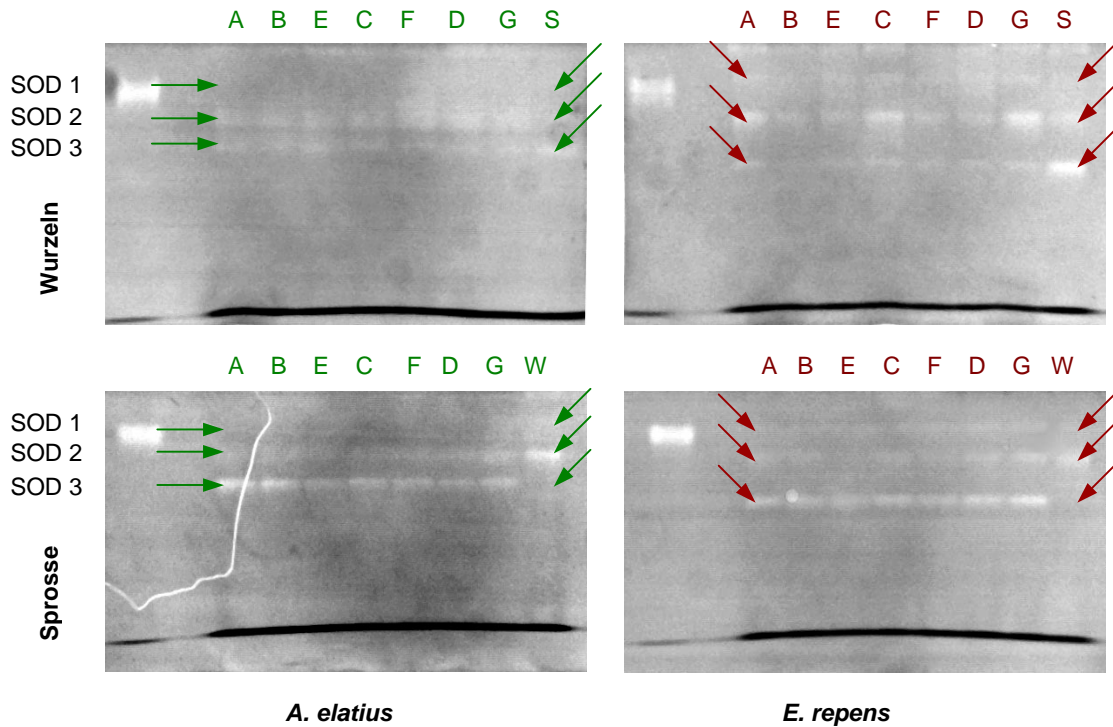 A B E C F D G S
A B E C F D G S
SOD 1
SOD 2
SOD 3
Wurzeln
A B E C F D G W
A B E C F D G W
SOD 1
SOD 2
SOD 3
Sprosse
A. elatius
E. repens